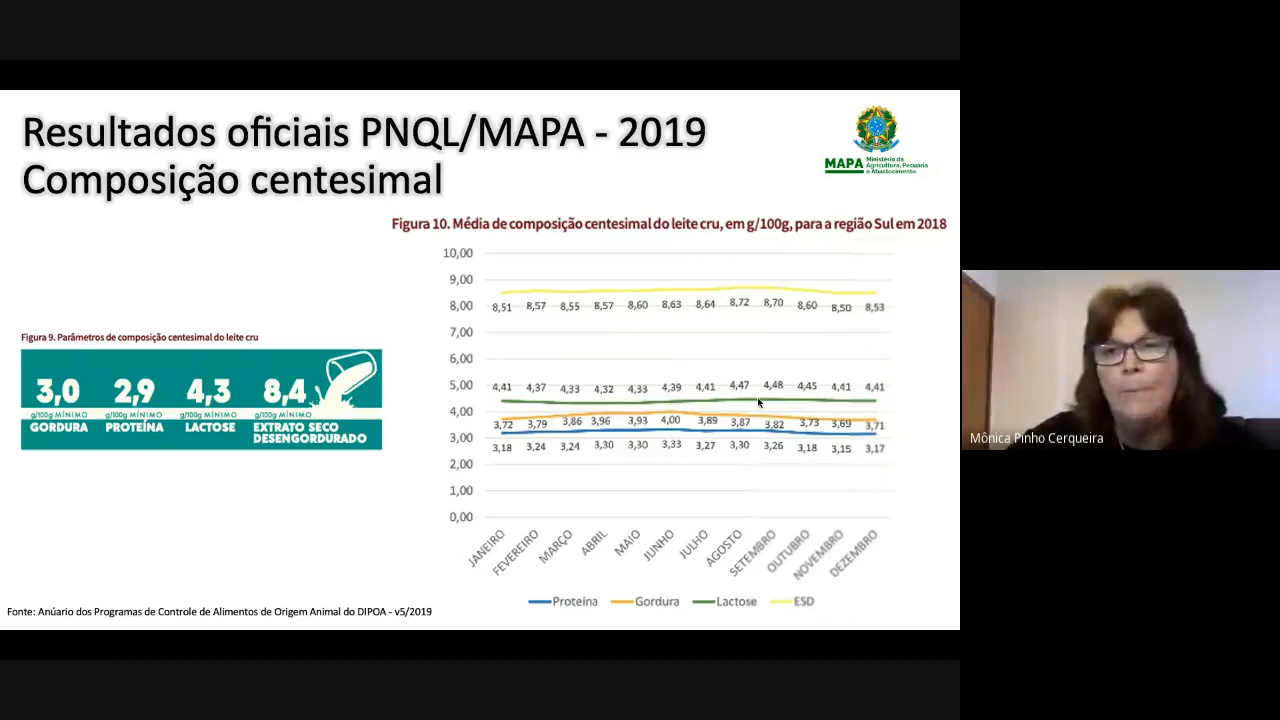 Resultados oficiais PNQL/MAPA - 2019
Composição centesimal
MAPA
Ministério da
Agricultura, Pecuária
e Abastecimento
Figura 10. Média de composição centesimal do leite cru, em g/100g, para a região Sul em 2018
10,00
9,00
8,00
7,00
6,00
5,00
4,00
3,00
2,00
1,00
0,00
8,51 8,57 8,55 8,57 8,60 8,63 8,64 8,72 8,70 8,60 8,50 8,53
4,41 4,37 4,33 4,32 4,33 4,39 4,41 4,47 4,48 4,45 4,41 4,41
3,72 3,79 3,86 3,96 3,93 4,00 3,89 3,87 3,82 3,73 3,69 3,71
3,18 3,24 3,24 3,30 3,30 3,33 3,27 3,30 3,26 3,18 3,15 3,17
JANEIRO FEVEREIRO MARÇO ABRIL MAIO JUNHO JULHO AGOSTO SETEMBRO OUTUBRO NOVEMBRO DEZEMBRO
Proteína Gordura Lactose ESD
Figura 9. Parâmetros de composição centesimal do leite cru
3,0 2,9 4,3 8,4
g/100g MÍNIMO g/100g MÍNIMO g/100g MÍNIMO g/100g MÍNIMO
GORDURA PROTEÍNA LACTOSE EXTRATO SECO
DESENGORDURADO
Fonte: Anúario dos Programas de Controle de Alimentos de Origem Animal do DIPOA - v5/2019
Mônica Pinho Cerqueira